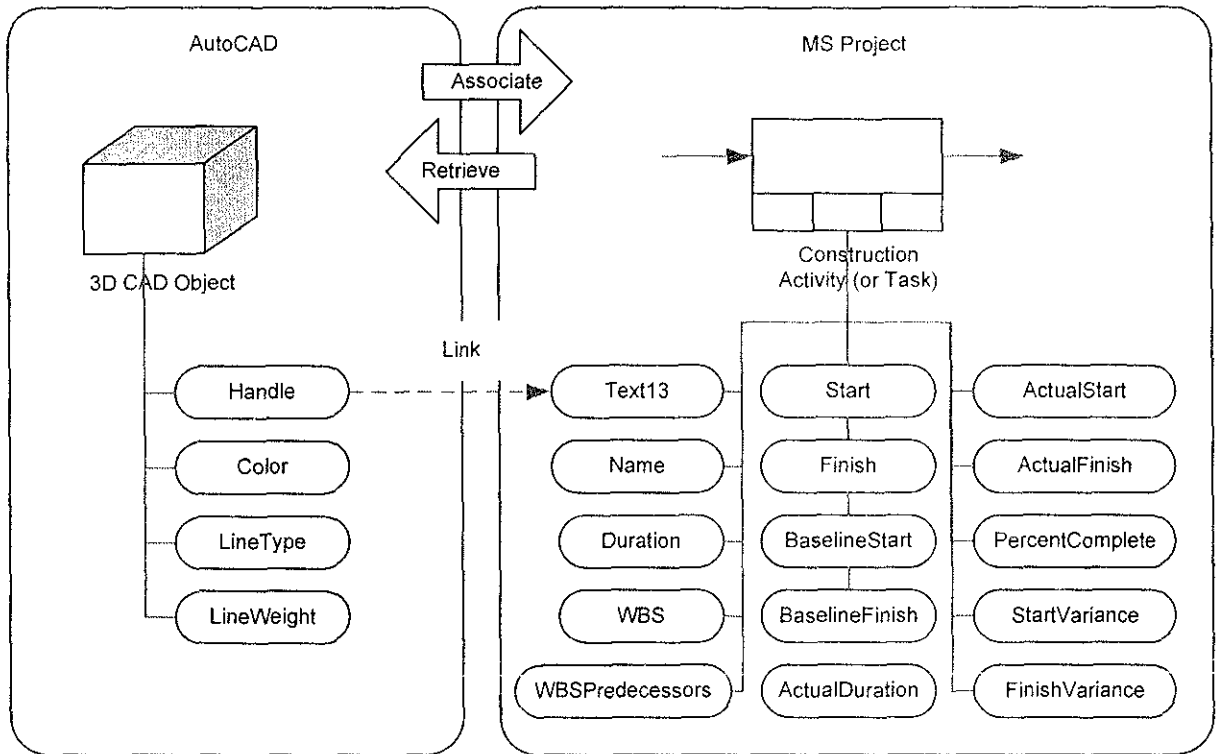 AutoCAD
MS Project
Associate
Retrieve
3D CAD Object
Construction
Activity (or Task)
Link
Handle
Color
LineType
LineWeight
Text13
Name
Duration
WBS
WBSPredecessors
Start
Finish
BaselineStart
BaselineFinish
ActualDuration
ActualStart
ActualFinish
PercentComplete
StartVariance
FinishVariance